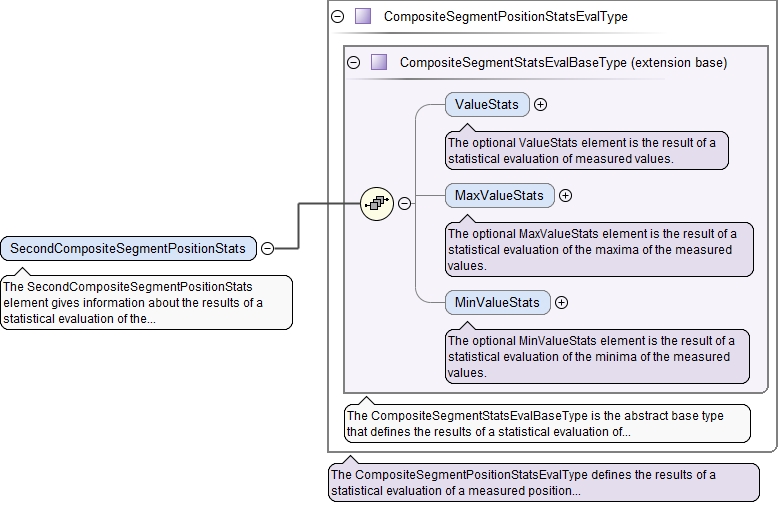 CompositeSegmentPositionStatsEvalType
CompositeSegmentStatsEvalBaseType (extension base)
ValueStats
The optional ValueStats element is the result of a
statistical evaluation of measured values.
MaxValueStats
The optional MaxValueStats element is the result of a
statistical evaluation of the maxima of the measured
values.
SecondCompositeSegmentPositionStats
The SecondCompositeSegmentPositionStats
element gives information about the results of a
statistical evaluation of the...
MinValueStats
The optional MinValueStats element is the result of a
statistical evaluation of the minima of the measured
values.
The CompositeSegmentStatsEvalBaseType is the abstract base type
that defines the results of a statistical evaluation of...
The CompositeSegmentPositionStatsEvalType defines the results of a
statistical evaluation of a measured position...